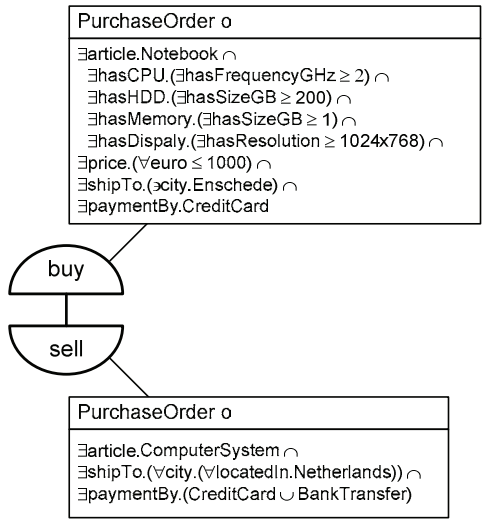 PurchaseOrder o
∃article.Notebook ∩
∃hasCPU.(∃hasFrequencyGHz ≥ 2) ∩
∃hasHDD.(∃hasSizeGB ≥ 200) ∩
∃hasMemory.(∃hasSizeGB ≥ 1) ∩
∃hasDispaly.(∃hasResolution ≥ 1024x768) ∩
∃price.(∀euro ≤ 1000) ∩
∃shipTo.(∍city.Enschede) ∩
∃paymentBy.CreditCard
buy
sell
PurchaseOrder o
∃article.ComputerSystem ∩
∃shipTo.(∀city.(∀locatedIn.Netherlands)) ∩
∃paymentBy.(CreditCard ∪ BankTransfer)